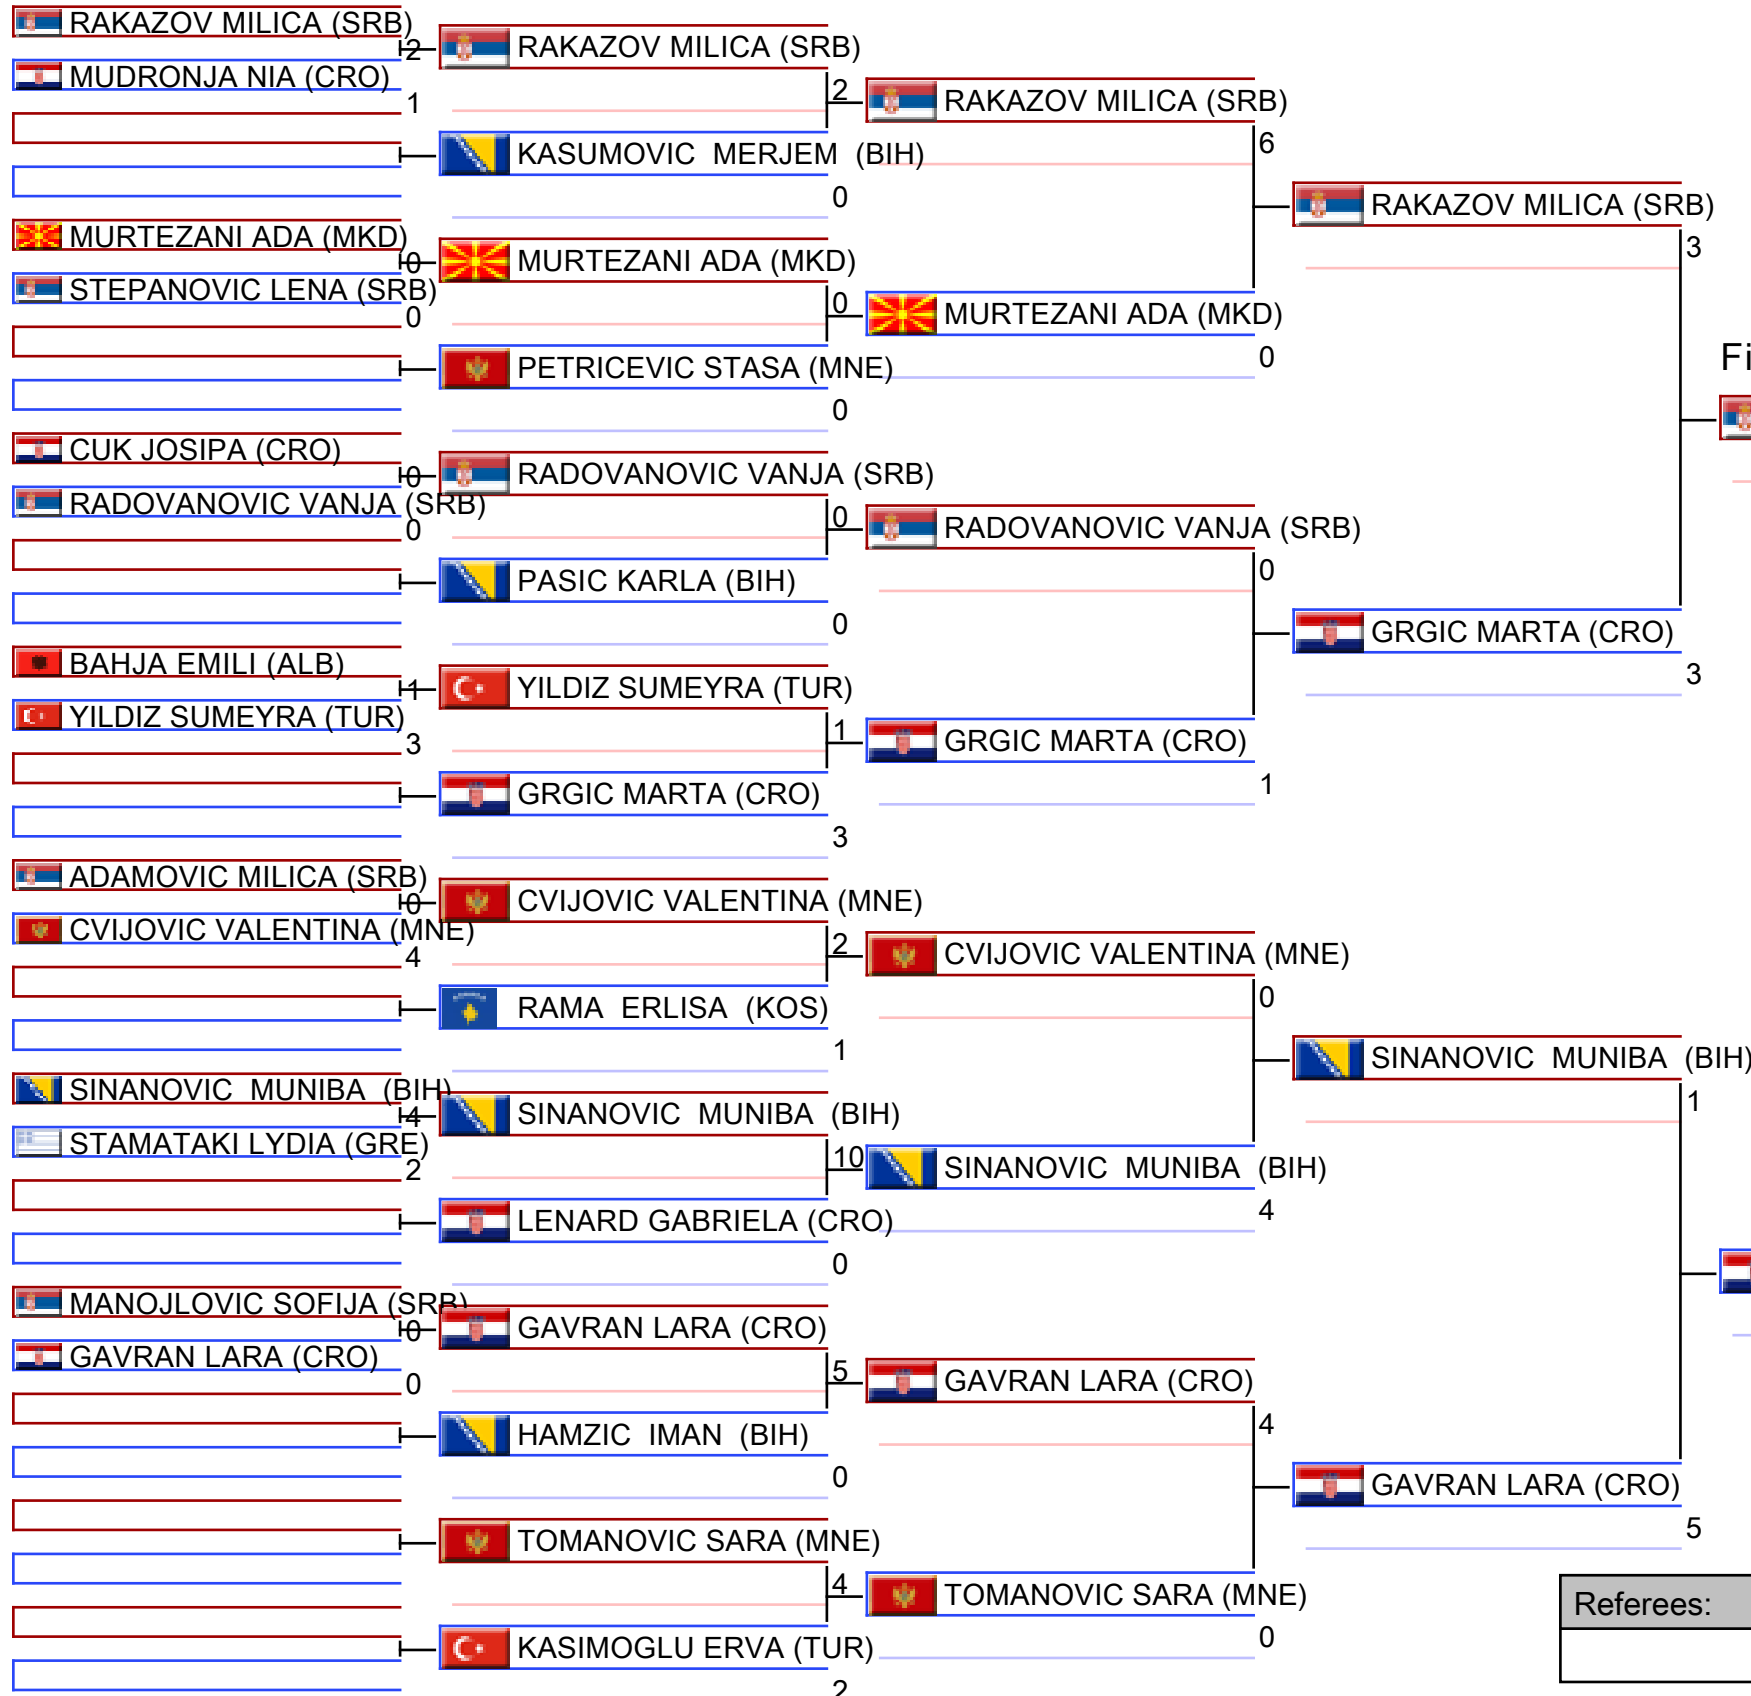 RAKAZOV MILICA (SRB)
2
MUDRONJA NIA (CRO)
1
MURTEZANI ADA (MKD)
0
STEPANOVIC LENA (SRB)
0
CUK JOSIPA (CRO)
0
RADOVANOVIC VANJA (SRB)
0
BAHJA EMILI (ALB)
1
YILDIZ SUMEYRA (TUR)
3
ADAMOVIC MILICA (SRB)
0
CVIJOVIC VALENTINA (MNE)
4
SINANOVIC MUNIBA (BIH)
4
STAMATAKI LYDIA (GRE)
2
MANOJLOVIC SOFIJA (SRB)
0
GAVRAN LARA (CRO)
0
RAKAZOV MILICA (SRB)
2
KASUMOVIC MERJEM (BIH)
0
MURTEZANI ADA (MKD)
0
PETRICEVIC STASA (MNE)
0
RADOVANOVIC VANJA (SRB)
0
PASIC KARLA (BIH)
0
YILDIZ SUMEYRA (TUR)
1
GRGIC MARTA (CRO)
3
CVIJOVIC VALENTINA (MNE)
2
RAMA ERLISA (KOS)
1
SINANOVIC MUNIBA (BIH)
10
LENARD GABRIELA (CRO)
0
GAVRAN LARA (CRO)
5
HAMZIC IMAN (BIH)
0
TOMANOVIC SARA (MNE)
4
KASIMOGLU ERVA (TUR)
2
RAKAZOV MILICA (SRB)
6
MURTEZANI ADA (MKD)
0
RADOVANOVIC VANJA (SRB)
0
GRGIC MARTA (CRO)
1
CVIJOVIC VALENTINA (MNE)
0
SINANOVIC MUNIBA (BIH)
4
GAVRAN LARA (CRO)
4
TOMANOVIC SARA (MNE)
0
RAKAZOV MILICA (SRB)
3
GRGIC MARTA (CRO)
3
SINANOVIC MUNIBA (BIH)
1
GAVRAN LARA (CRO)
5
Fi
Referees: